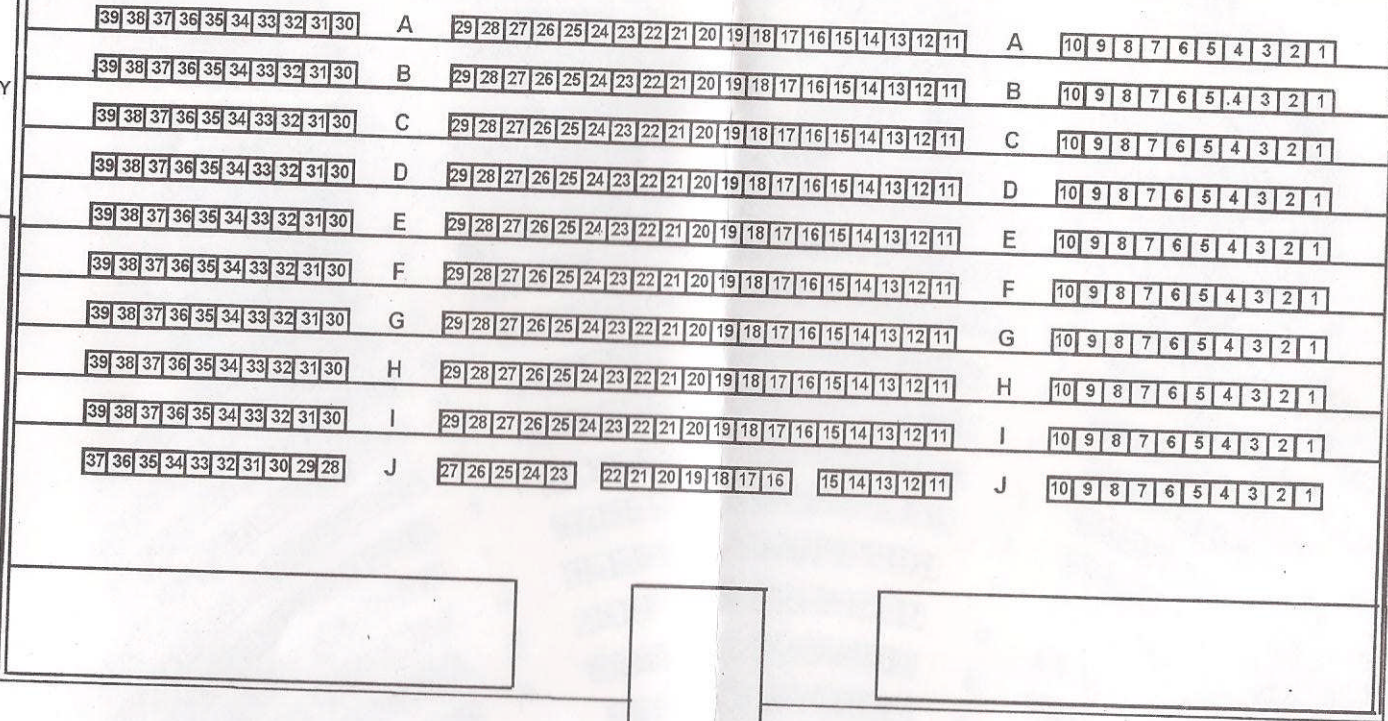 39 38 37 36 35 34 33 32 31 30 A 29 28 27 26 25 24 23 22 21 20 19 18 17 16 15 14 13 12 11 A 10 9 8 7 6 5 4 3 2 1
39 38 37 36 35 34 33 32 31 30 B 29 28 27 26 25 24 23 22 21 20 19 18 17 16 15 14 13 12 11 B 10 9 8 7 6 5 4 3 2 1
Y
39 38 37 36 35 34 33 32 31 30 C 29 28 27 26 25 24 23 22 21 20 19 18 17 16 15 14 13 12 11 C 10 9 8 7 6 5 4 3 2 1
39 38 37 36 35 34 33 32 31 30 D 29 28 27 26 25 24 23 22 21 20 19 18 17 16 15 14 13 12 11 D 10 9 8 7 6 5 4 3 2 1
39 38 37 36 35 34 33 32 31 30 E 29 28 27 26 25 24 23 22 21 20 19 18 17 16 15 14 13 12 11 E 10 9 8 7 6 5 4 3 2 1
39 38 37 36 35 34 33 32 31 30 F 29 28 27 26 25 24 23 22 21 20 19 18 17 16 15 14 13 12 11 F 10 9 8 7 6 5 4 3 2 1
39 38 37 36 35 34 33 32 31 30 G 29 28 27 26 25 24 23 22 21 20 19 18 17 16 15 14 13 12 11 G 10 9 8 7 6 5 4 3 2 1
39 38 37 36 35 34 33 32 31 30 H 29 28 27 26 25 24 23 22 21 20 19 18 17 16 15 14 13 12 11 H 10 9 8 7 6 5 4 3 2 1
39 38 37 36 35 34 33 32 31 30 I 29 28 27 26 25 24 23 22 21 20 19 18 17 16 15 14 13 12 11 I 10 9 8 7 6 5 4 3 2 1
37 36 35 34 33 32 31 30 29 28 J 27 26 25 24 23 22 21 20 19 18 17 16 15 14 13 12 11 J 10 9 8 7 6 5 4 3 2 1